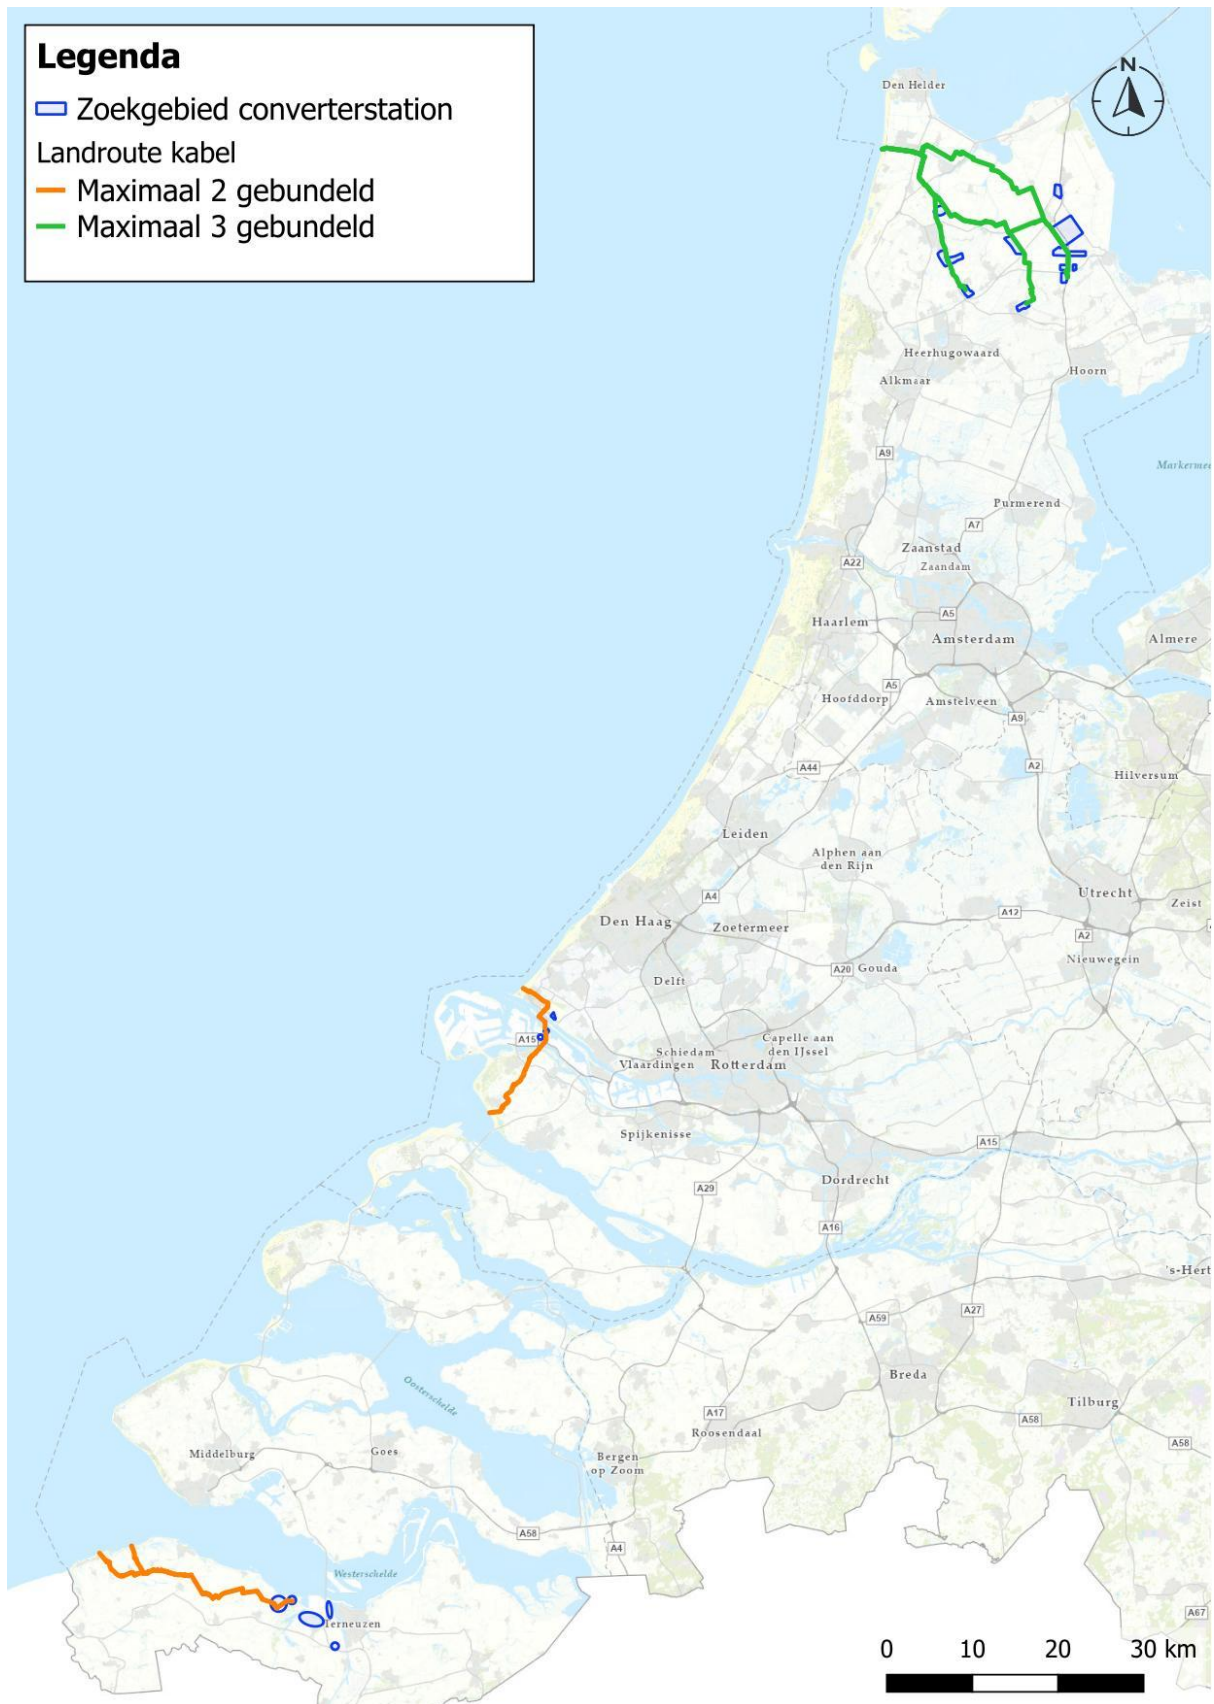 Legenda
Zoekgebied converterstation
Landroute kabel
Maximaal 2 gebundeld
Maximaal 3 gebundeld
N
Den Helder
Heerhugowaard
Alkmaar
Hoorn
A9
Markermee
Purmerend
A7
Zaanstad
Zaandam
A22
A5
Haarlem
Amsterdam
Almere
A5
Hoofddorp
Amstelveen
A9
A44
A2
Hilversum
Leiden
Alphen aan
den Rijn
A4
Utrecht
Zeist
A12
Den Haag
Zoetermeer
A2
Nieuwegein
A20
Gouda
Delft
A15
Capelle aan
den IJssel
Schiedam
Vlaardingen
Rotterdam
Spijkenisse
A15
Dordrecht
A29
A16
's-Hert
A59
A27
Breda
Oosterschelde
Tilburg
A17
A58
Roosendaal
A58
Middelburg
Goes
Bergen
op Zoom
A58
A4
Westerschelde
Terneuzen
A67
0 10 20 30 km